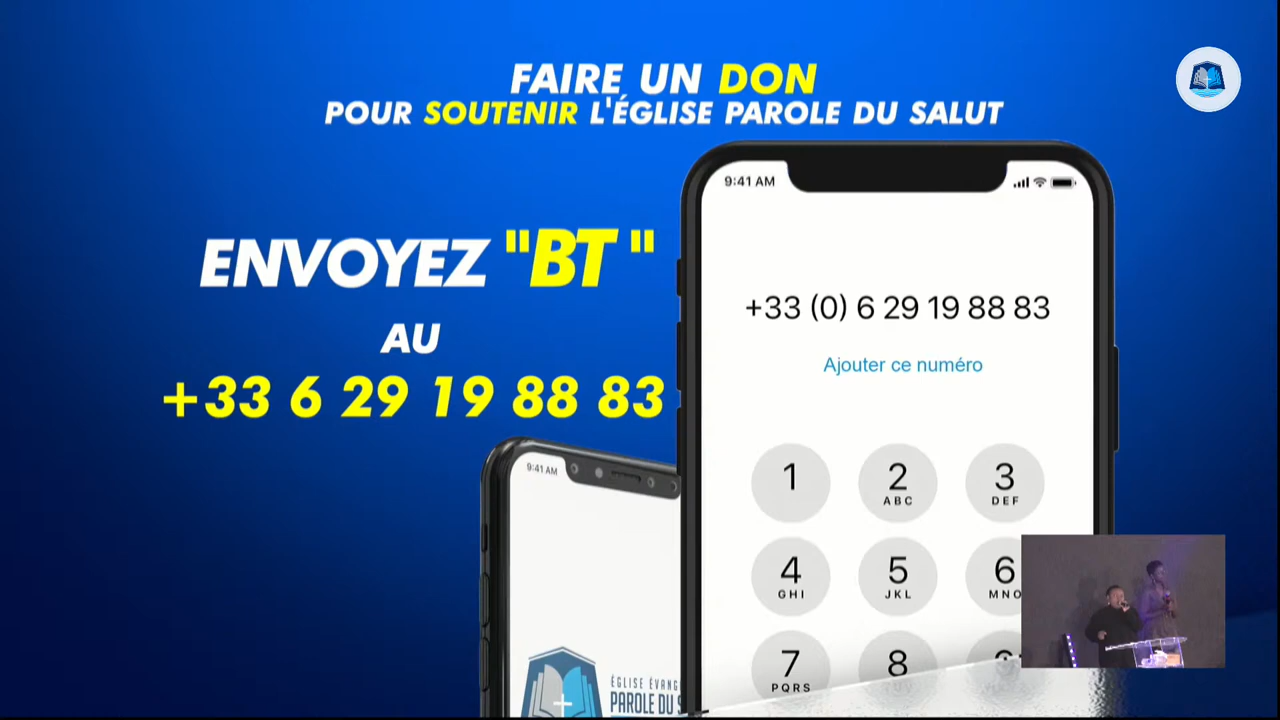 FAIRE UN DON
POUR SOUTENIR L'ÉGLISE PAROLE DU SALUT
ENVOYEZ "BT "
AU
+33 6 29 19 88 83
9:41 AM
+33 (0) 6 29 19 88 83
Ajouter ce numéro
1
2
ABC
3
DEF
4
GHI
5
JKL
6
MNO
7
PQRS
8
9:41 AM
PAROLE DU S